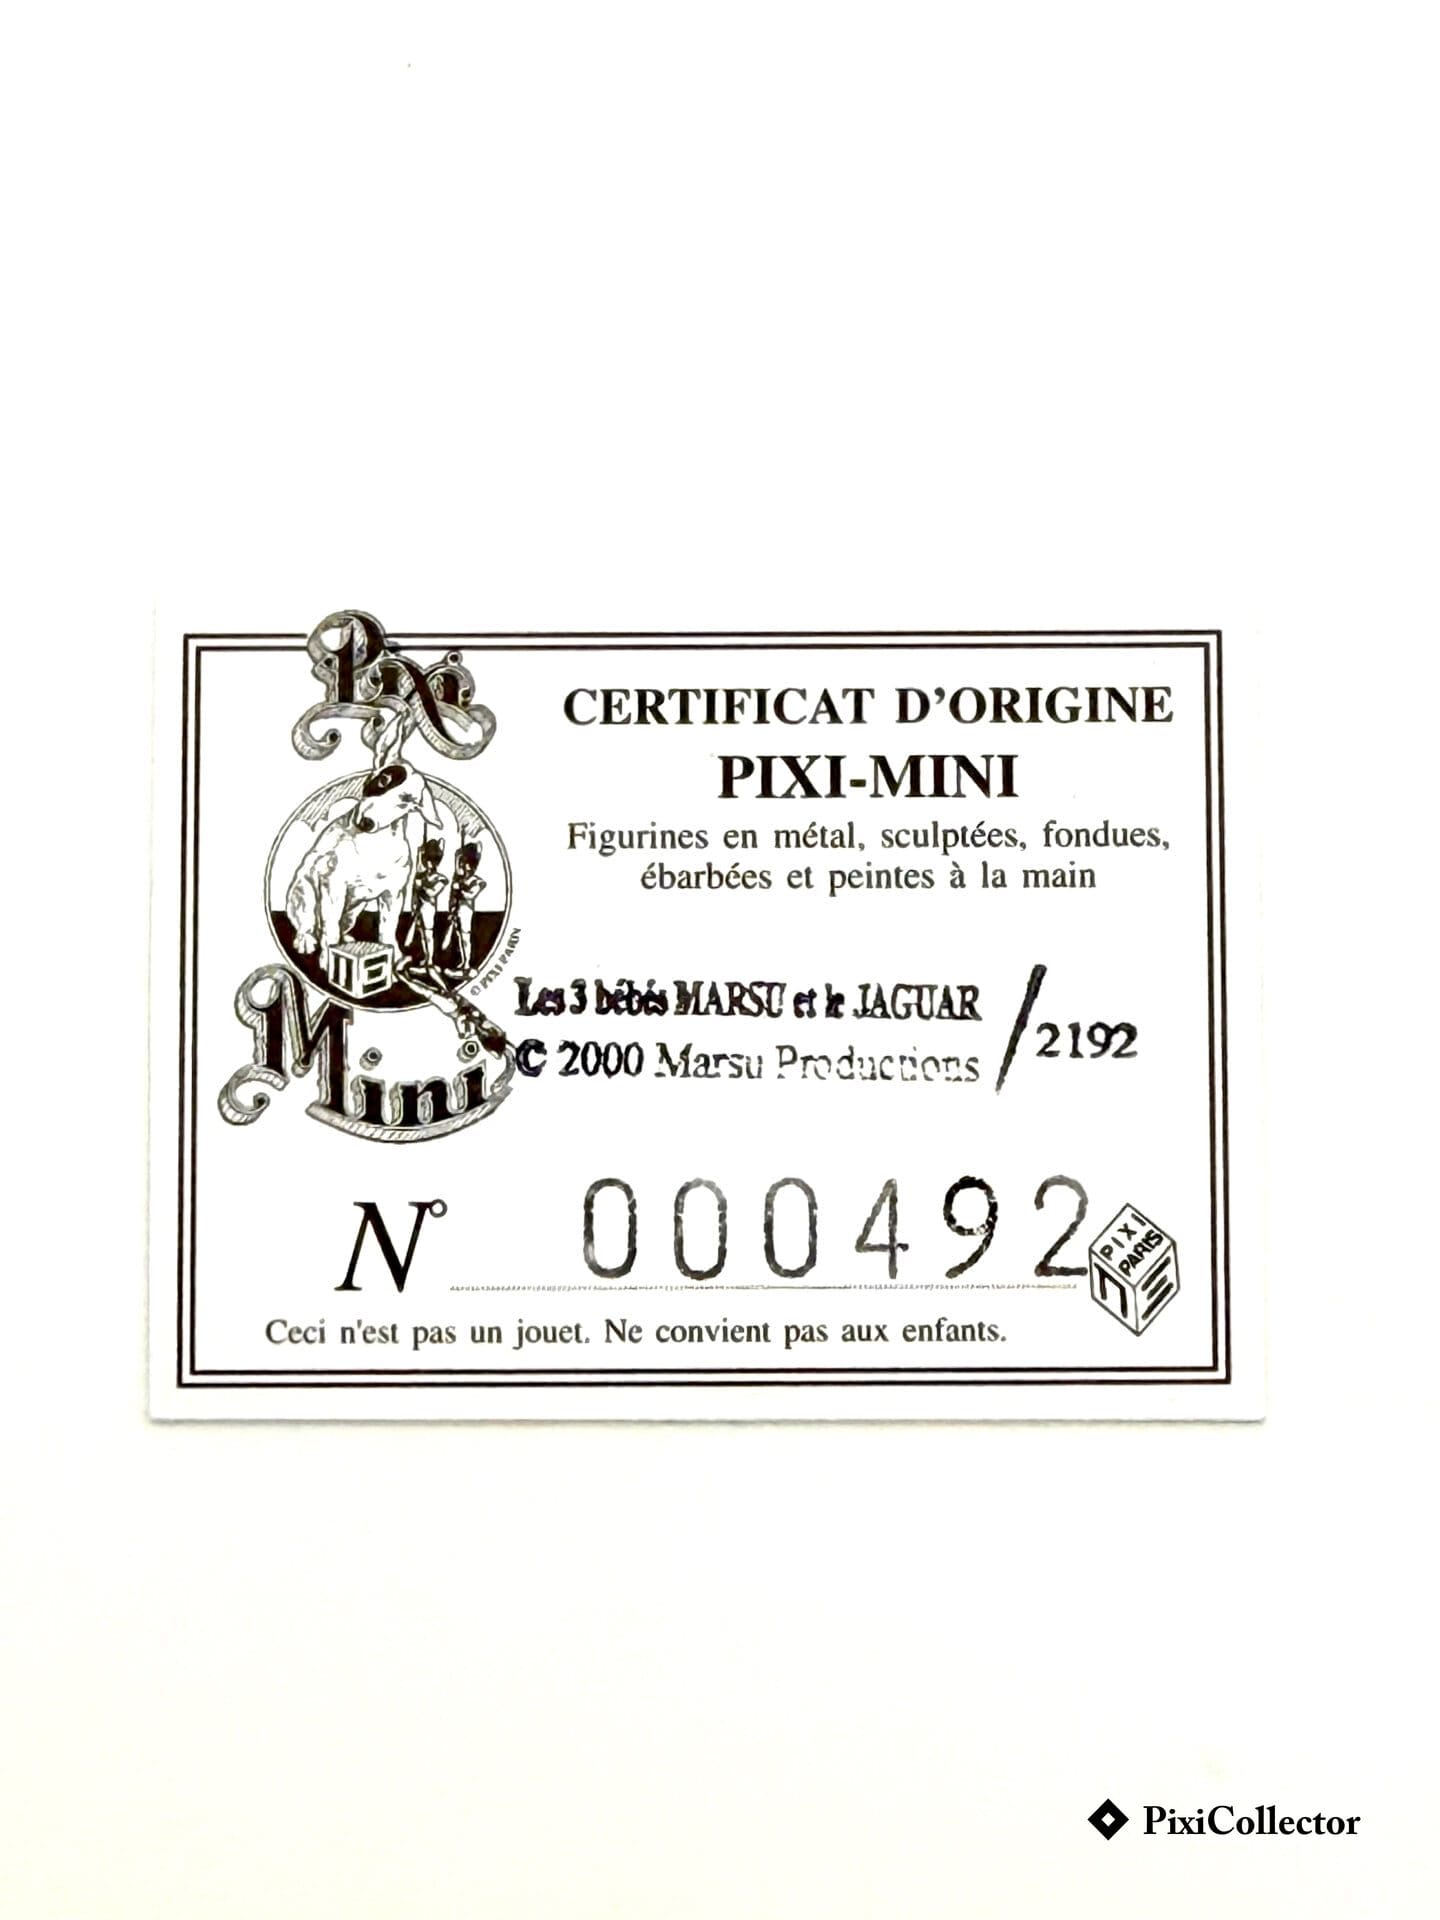 Pixi
CERTIFICAT D'ORIGINE
PIXI-MINI
Figurines en métal, sculptées, fondues,
ébarbées et peintes à la main
© PIXI PARIS
Mini
Les 3 bébés MARSU et le JAGUAR
© 2000 Marsu Productions
/2192
N° 000492
PIXI
PARIS
Ceci n'est pas un jouet. Ne convient pas aux enfants.
PixiCollector